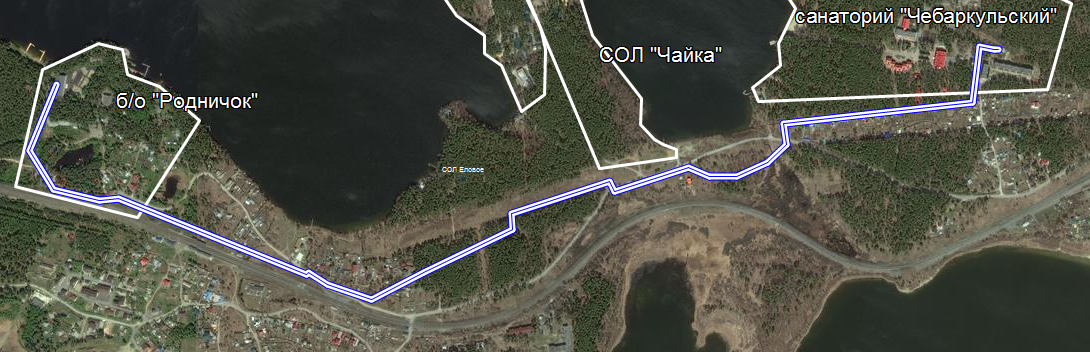 санаторий "Чебаркульский"
СОЛ "Чайка"
б/о "Родничок"
СОЛ Еловое